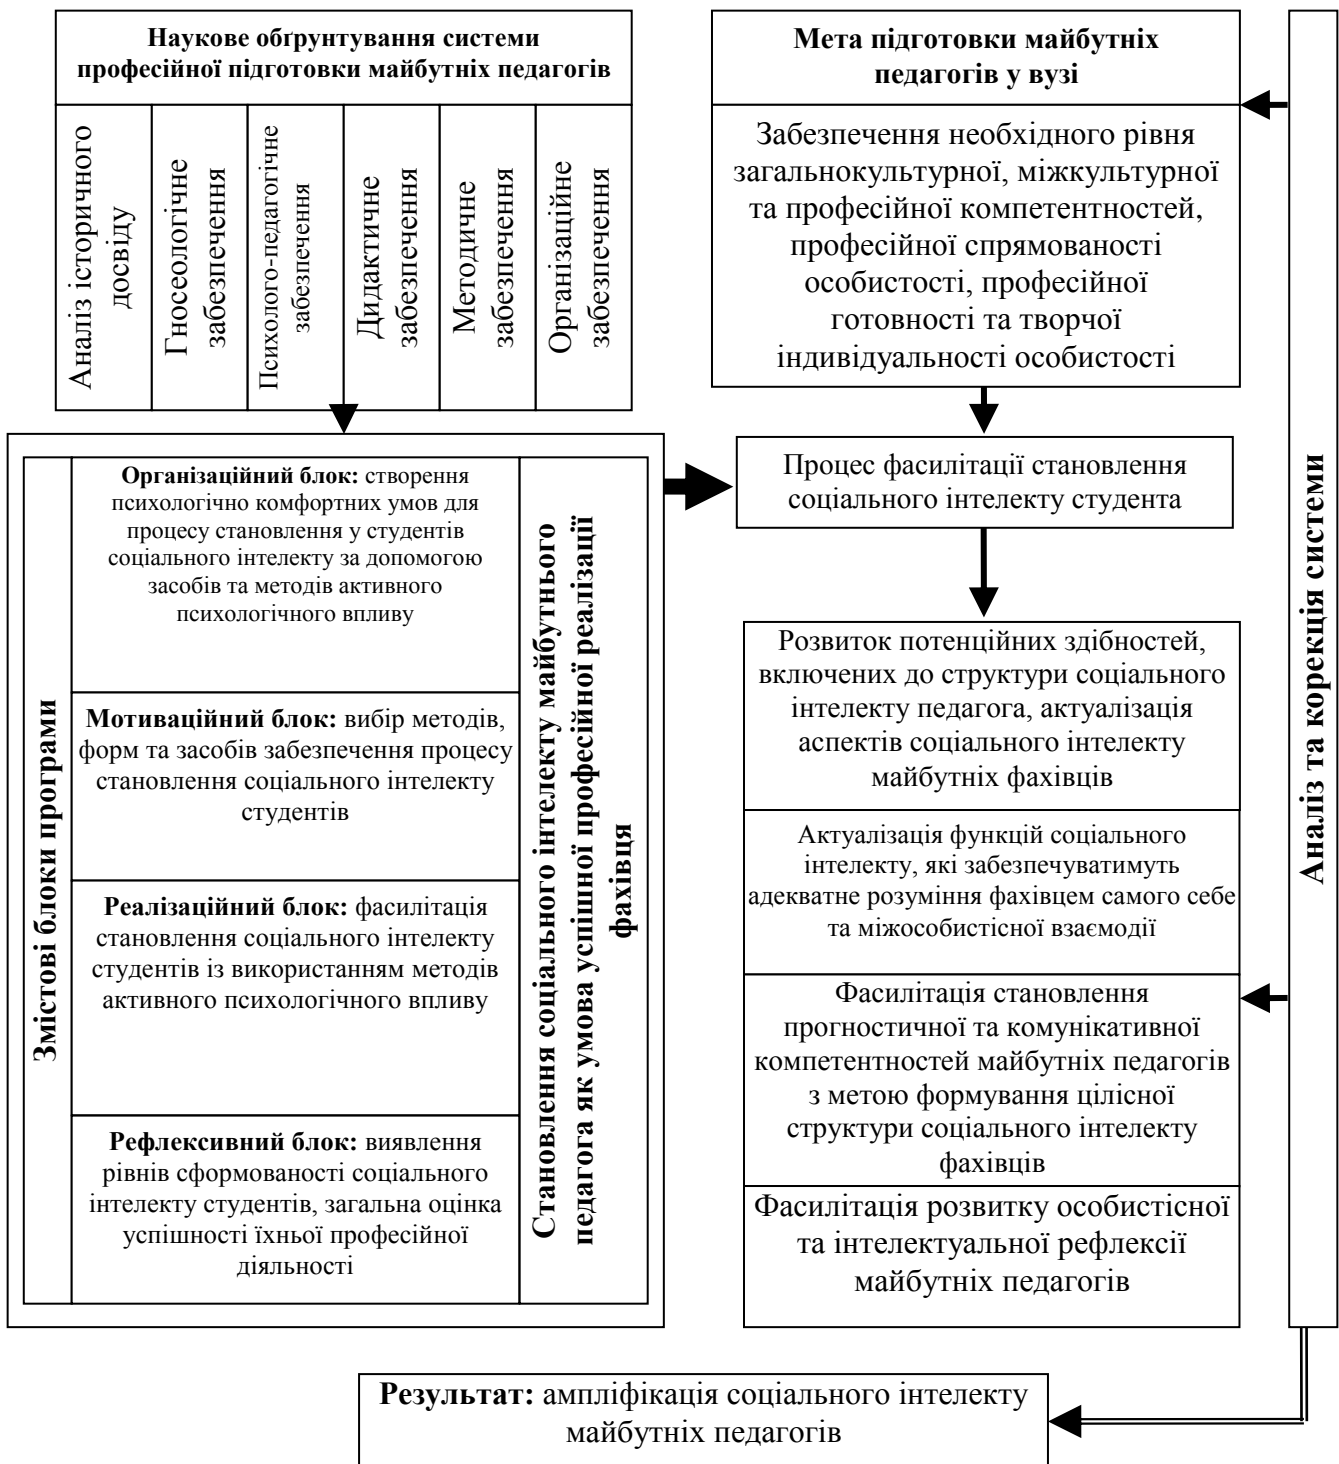 Наукове обґрунтування системи
професійної підготовки майбутніх педагогів
Аналіз історичного
досвіду
Гносеологічне
забезпечення
Психолого-педагогічне
забезпечення
Дидактичне
забезпечення
Методичне
забезпечення
Організаційне
забезпечення
Мета підготовки майбутніх
педагогів у вузі
Забезпечення необхідного рівня
загальнокультурної, міжкультурної
та професійної компетентностей,
професійної спрямованості
особистості, професійної
готовності та творчої
індивідуальності особистості
Змістові блоки програми
Організаційний блок: створення
психологічно комфортних умов для
процесу становлення у студентів
соціального інтелекту за допомогою
засобів та методів активного
психологічного впливу
Мотиваційний блок: вибір методів,
форм та засобів забезпечення процесу
становлення соціального інтелекту
студентів
Реалізаційний блок: фасилітація
становлення соціального інтелекту
студентів із використанням методів
активного психологічного впливу
Рефлексивний блок: виявлення
рівнів сформованості соціального
інтелекту студентів, загальна оцінка
успішності їхньої професійної
діяльності
Становлення соціального інтелекту майбутнього
педагога як умова успішної професійної реалізації
фахівця
Процес фасилітації становлення
соціального інтелекту студента
Розвиток потенційних здібностей,
включених до структури соціального
інтелекту педагога, актуалізація
аспектів соціального інтелекту
майбутніх фахівців
Актуалізація функцій соціального
інтелекту, які забезпечуватимуть
адекватне розуміння фахівцем самого себе
та міжособистісної взаємодії
Фасилітація становлення
прогностичної та комунікативної
компетентностей майбутніх педагогів
з метою формування цілісної
структури соціального інтелекту
фахівців
Фасилітація розвитку особистісної
та інтелектуальної рефлексії
майбутніх педагогів
Аналіз та корекція системи
Результат: ампліфікація соціального інтелекту
майбутніх педагогів